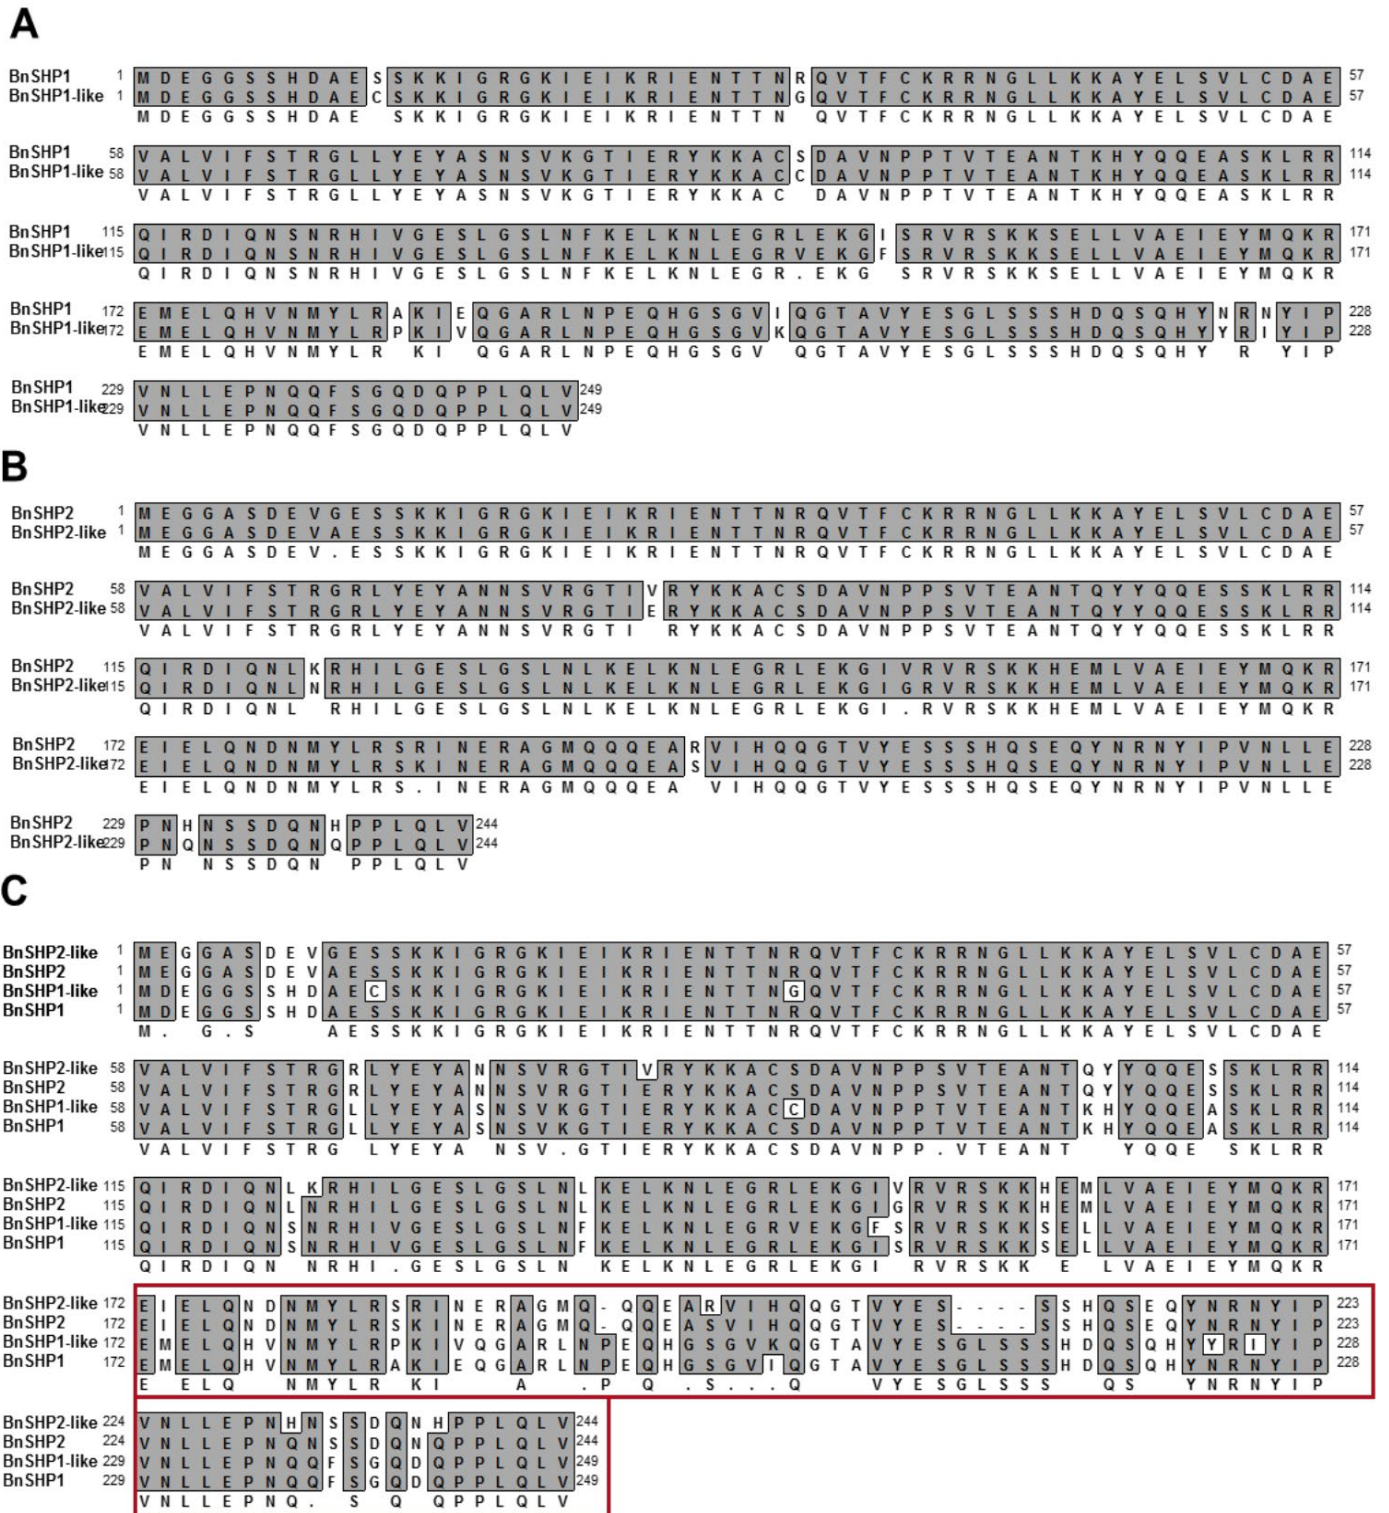 A
BnSHP1 1 M D E G G S S H D A E S S K K I G R G K I E I K R I E N T T N R Q V T F C K R R N G L L K K A Y E L S V L C D A E 57
BnSHP1-like 1 M D E G G S S H D A E C S K K I G R G K I E I K R I E N T T N G Q V T F C K R R N G L L K K A Y E L S V L C D A E 57
M D E G G S S H D A E S K K I G R G K I E I K R I E N T T N Q V T F C K R R N G L L K K A Y E L S V L C D A E
BnSHP1 58 V A L V I F S T R G L L Y E Y A S N S V K G T I E R Y K K A C S D A V N P P T V T E A N T K H Y Q Q E A S K L R R 114
BnSHP1-like 58 V A L V I F S T R G L L Y E Y A S N S V K G T I E R Y K K A C C D A V N P P T V T E A N T K H Y Q Q E A S K L R R 114
V A L V I F S T R G L L Y E Y A S N S V K G T I E R Y K K A C D A V N P P T V T E A N T K H Y Q Q E A S K L R R
BnSHP1 115 Q I R D I Q N S N R H I V G E S L G S L N F K E L K N L E G R L E K G I S R V R S K K S E L L V A E I E Y M Q K R 171
BnSHP1-like 115 Q I R D I Q N S N R H I V G E S L G S L N F K E L K N L E G R V E K G F S R V R S K K S E L L V A E I E Y M Q K R 171
Q I R D I Q N S N R H I V G E S L G S L N F K E L K N L E G R . E K G S R V R S K K S E L L V A E I E Y M Q K R
BnSHP1 172 E M E L Q H V N M Y L R A K I E Q G A R L N P E Q H G S G V I Q G T A V Y E S G L S S S H D Q S Q H Y N R N Y I P 228
BnSHP1-like 172 E M E L Q H V N M Y L R P K I V Q G A R L N P E Q H G S G V K Q G T A V Y E S G L S S S H D Q S Q H Y Y R I Y I P 228
E M E L Q H V N M Y L R K I Q G A R L N P E Q H G S G V Q G T A V Y E S G L S S S H D Q S Q H Y R Y I P
BnSHP1 229 V N L L E P N Q Q F S G Q D Q P P L Q L V 249
BnSHP1-like 229 V N L L E P N Q Q F S G Q D Q P P L Q L V 249
V N L L E P N Q Q F S G Q D Q P P L Q L V
B
BnSHP2 1 M E G G A S D E V G E S S K K I G R G K I E I K R I E N T T N R Q V T F C K R R N G L L K K A Y E L S V L C D A E 57
BnSHP2-like 1 M E G G A S D E V A E S S K K I G R G K I E I K R I E N T T N R Q V T F C K R R N G L L K K A Y E L S V L C D A E 57
M E G G A S D E V . E S S K K I G R G K I E I K R I E N T T N R Q V T F C K R R N G L L K K A Y E L S V L C D A E
BnSHP2 58 V A L V I F S T R G R L Y E Y A N N S V R G T I V R Y K K A C S D A V N P P S V T E A N T Q Y Y Q Q E S S K L R R 114
BnSHP2-like 58 V A L V I F S T R G R L Y E Y A N N S V R G T I E R Y K K A C S D A V N P P S V T E A N T Q Y Y Q Q E S S K L R R 114
V A L V I F S T R G R L Y E Y A N N S V R G T I R Y K K A C S D A V N P P S V T E A N T Q Y Y Q Q E S S K L R R
BnSHP2 115 Q I R D I Q N L K R H I L G E S L G S L N L K E L K N L E G R L E K G I V R V R S K K H E M L V A E I E Y M Q K R 171
BnSHP2-like 115 Q I R D I Q N L N R H I L G E S L G S L N L K E L K N L E G R L E K G I G R V R S K K H E M L V A E I E Y M Q K R 171
Q I R D I Q N L R H I L G E S L G S L N L K E L K N L E G R L E K G I . R V R S K K H E M L V A E I E Y M Q K R
BnSHP2 172 E I E L Q N D N M Y L R S R I N E R A G M Q Q Q E A R V I H Q Q G T V Y E S S S H Q S E Q Y N R N Y I P V N L L E 228
BnSHP2-like 172 E I E L Q N D N M Y L R S K I N E R A G M Q Q Q E A S V I H Q Q G T V Y E S S S H Q S E Q Y N R N Y I P V N L L E 228
E I E L Q N D N M Y L R S . I N E R A G M Q Q Q E A V I H Q Q G T V Y E S S S H Q S E Q Y N R N Y I P V N L L E
BnSHP2 229 P N H N S S D Q N H P P L Q L V 244
BnSHP2-like 229 P N Q N S S D Q N Q P P L Q L V 244
P N N S S D Q N P P L Q L V
C
BnSHP2-like 1 M E G G A S D E V G E S S K K I G R G K I E I K R I E N T T N R Q V T F C K R R N G L L K K A Y E L S V L C D A E 57
BnSHP2 1 M E G G A S D E V A E S S K K I G R G K I E I K R I E N T T N R Q V T F C K R R N G L L K K A Y E L S V L C D A E 57
BnSHP1-like 1 M D E G G S S H D A E C S K K I G R G K I E I K R I E N T T N G Q V T F C K R R N G L L K K A Y E L S V L C D A E 57
BnSHP1 1 M D E G G S S H D A E S S K K I G R G K I E I K R I E N T T N R Q V T F C K R R N G L L K K A Y E L S V L C D A E 57
M . G . S A E S S K K I G R G K I E I K R I E N T T N R Q V T F C K R R N G L L K K A Y E L S V L C D A E
BnSHP2-like 58 V A L V I F S T R G R L Y E Y A N N S V R G T I V R Y K K A C S D A V N P P S V T E A N T Q Y Y Q Q E S S K L R R 114
BnSHP2 58 V A L V I F S T R G R L Y E Y A N N S V R G T I E R Y K K A C S D A V N P P S V T E A N T Q Y Y Q Q E S S K L R R 114
BnSHP1-like 58 V A L V I F S T R G L L Y E Y A S N S V K G T I E R Y K K A C C D A V N P P T V T E A N T K H Y Q Q E A S K L R R 114
BnSHP1 58 V A L V I F S T R G L L Y E Y A S N S V K G T I E R Y K K A C S D A V N P P T V T E A N T K H Y Q Q E A S K L R R 114
V A L V I F S T R G L Y E Y A N S V . G T I E R Y K K A C S D A V N P P . V T E A N T Y Q Q E S K L R R
BnSHP2-like 115 Q I R D I Q N L K R H I L G E S L G S L N L K E L K N L E G R L E K G I V R V R S K K H E M L V A E I E Y M Q K R 171
BnSHP2 115 Q I R D I Q N L N R H I L G E S L G S L N L K E L K N L E G R L E K G I G R V R S K K H E M L V A E I E Y M Q K R 171
BnSHP1-like 115 Q I R D I Q N S N R H I V G E S L G S L N F K E L K N L E G R V E K G F S R V R S K K S E L L V A E I E Y M Q K R 171
BnSHP1 115 Q I R D I Q N S N R H I V G E S L G S L N F K E L K N L E G R L E K G I S R V R S K K S E L L V A E I E Y M Q K R 171
Q I R D I Q N N R H I . G E S L G S L N K E L K N L E G R L E K G I R V R S K K E L V A E I E Y M Q K R
BnSHP2-like 172 E I E L Q N D N M Y L R S R I N E R A G M Q - Q Q E A R V I H Q Q G T V Y E S - - - - S S H Q S E Q Y N R N Y I P 223
BnSHP2 172 E I E L Q N D N M Y L R S K I N E R A G M Q - Q Q E A S V I H Q Q G T V Y E S - - - - S S H Q S E Q Y N R N Y I P 223
BnSHP1-like 172 E M E L Q H V N M Y L R P K I V Q G A R L N P E Q H G S G V K Q G T A V Y E S G L S S S H D Q S Q H Y Y R I Y I P 228
BnSHP1 172 E M E L Q H V N M Y L R A K I E Q G A R L N P E Q H G S G V I Q G T A V Y E S G L S S S H D Q S Q H Y N R N Y I P 228
E E L Q N M Y L R K I A . P Q . S . . . Q V Y E S G L S S S Q S Y N R N Y I P
BnSHP2-like 224 V N L L E P N H N S S D Q N H P P L Q L V 244
BnSHP2 224 V N L L E P N Q N S S D Q N Q P P L Q L V 244
BnSHP1-like 229 V N L L E P N Q Q F S G Q D Q P P L Q L V 249
BnSHP1 229 V N L L E P N Q Q F S G Q D Q P P L Q L V 249
V N L L E P N Q . S Q Q P P L Q L V